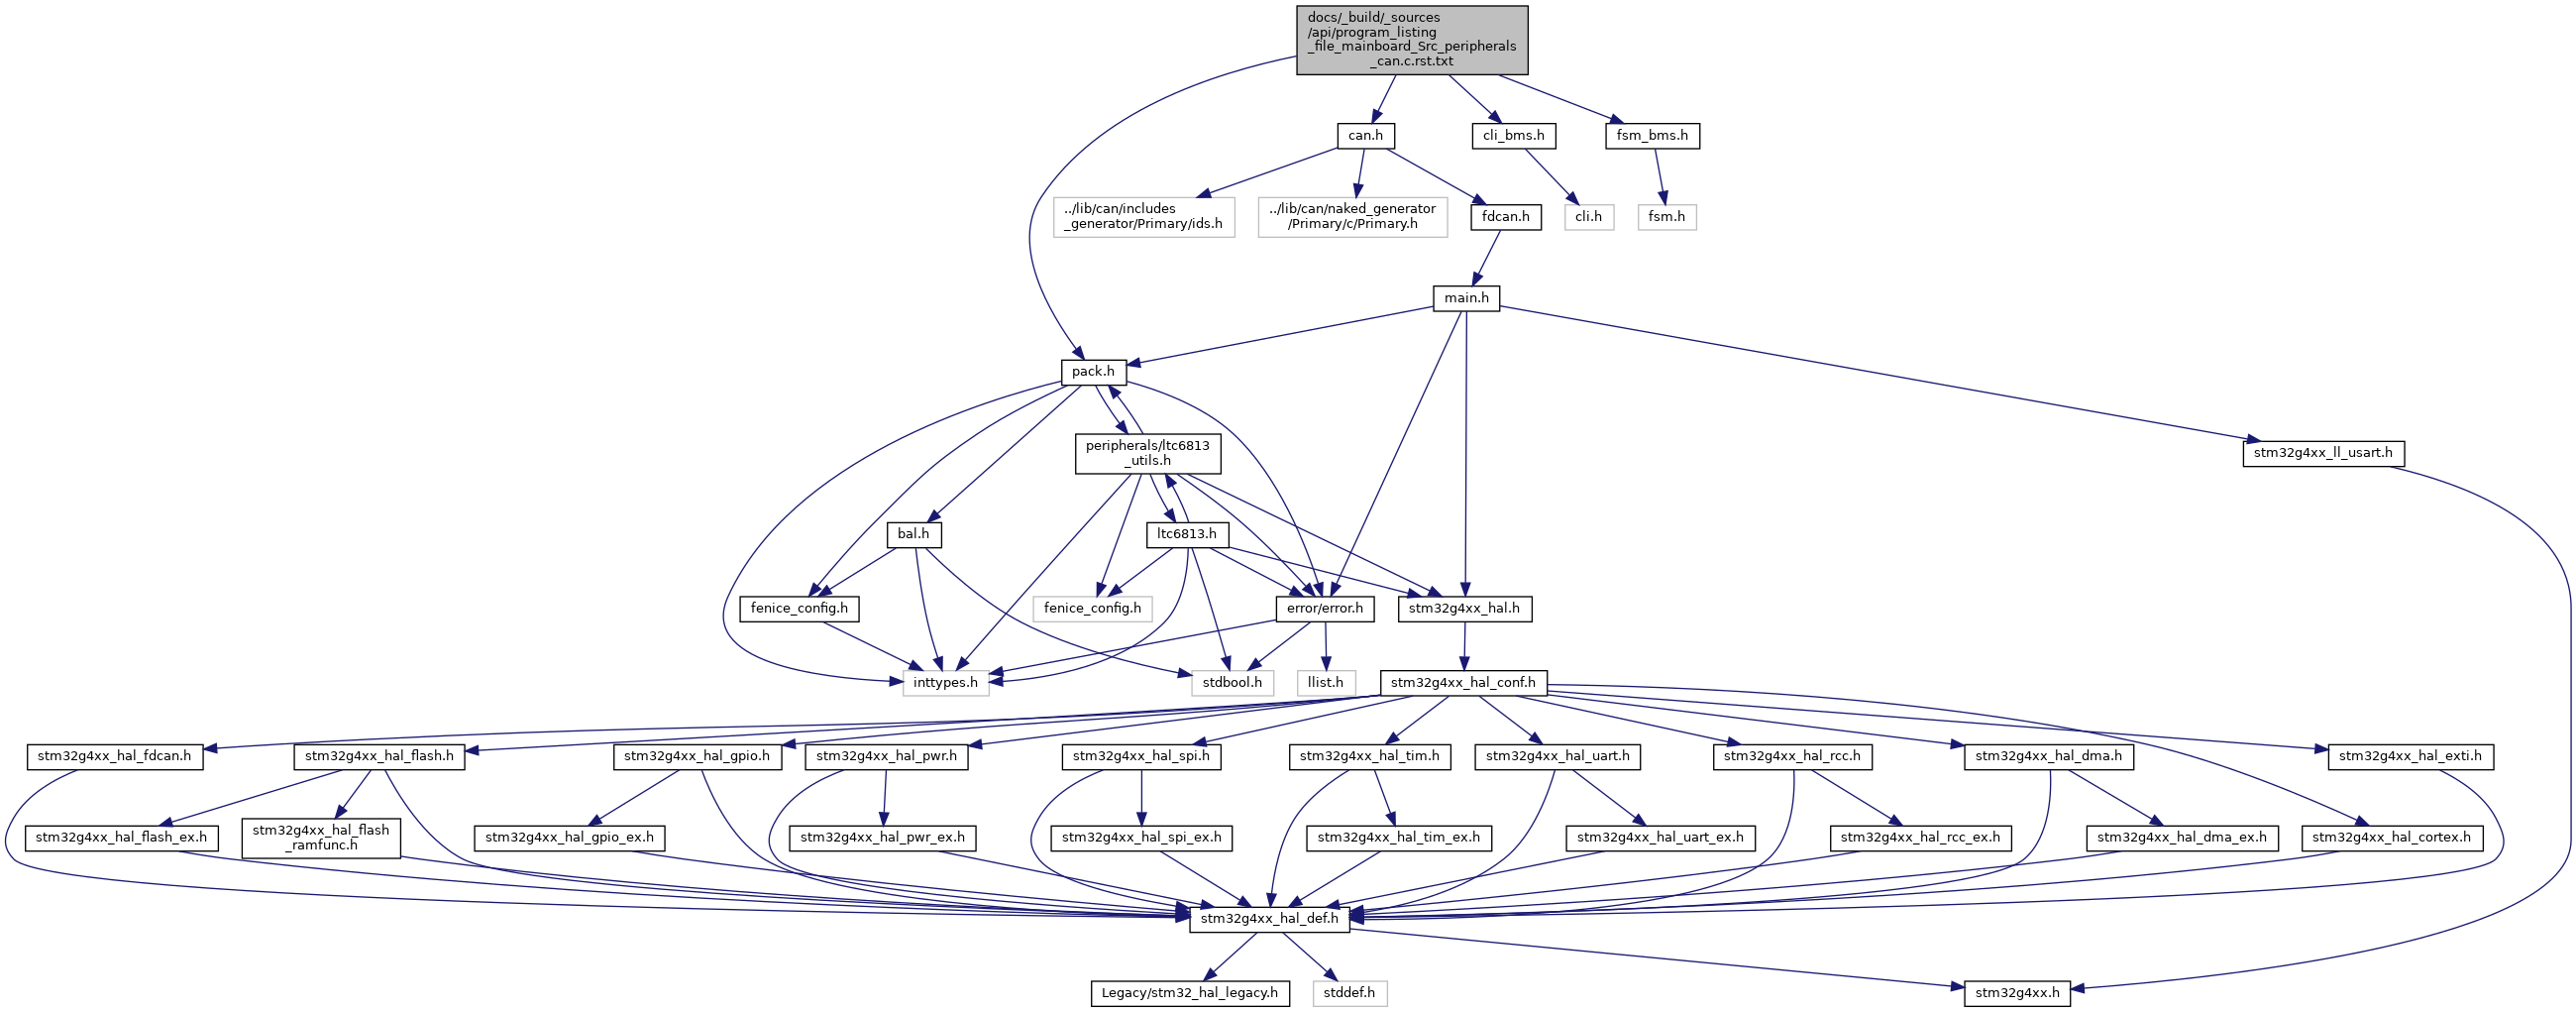 docs/_build/_sources
/api/program_listing
_file_mainboard_Src_peripherals
_can.c.rst.txt
can.h
cli_bms.h
fsm_bms.h
../lib/can/includes
_generator/Primary/ids.h
../lib/can/naked_generator
/Primary/c/Primary.h
fdcan.h
cli.h
fsm.h
main.h
pack.h
peripherals/ltc6813
_utils.h
stm32g4xx_ll_usart.h
bal.h
ltc6813.h
fenice_config.h
fenice_config.h
error/error.h
stm32g4xx_hal.h
inttypes.h
stdbool.h
llist.h
stm32g4xx_hal_conf.h
stm32g4xx_hal_fdcan.h
stm32g4xx_hal_flash.h
stm32g4xx_hal_gpio.h
stm32g4xx_hal_pwr.h
stm32g4xx_hal_spi.h
stm32g4xx_hal_tim.h
stm32g4xx_hal_uart.h
stm32g4xx_hal_rcc.h
stm32g4xx_hal_dma.h
stm32g4xx_hal_exti.h
stm32g4xx_hal_flash_ex.h
stm32g4xx_hal_flash
_ramfunc.h
stm32g4xx_hal_gpio_ex.h
stm32g4xx_hal_pwr_ex.h
stm32g4xx_hal_spi_ex.h
stm32g4xx_hal_tim_ex.h
stm32g4xx_hal_uart_ex.h
stm32g4xx_hal_rcc_ex.h
stm32g4xx_hal_dma_ex.h
stm32g4xx_hal_cortex.h
stm32g4xx_hal_def.h
Legacy/stm32_hal_legacy.h
stddef.h
stm32g4xx.h